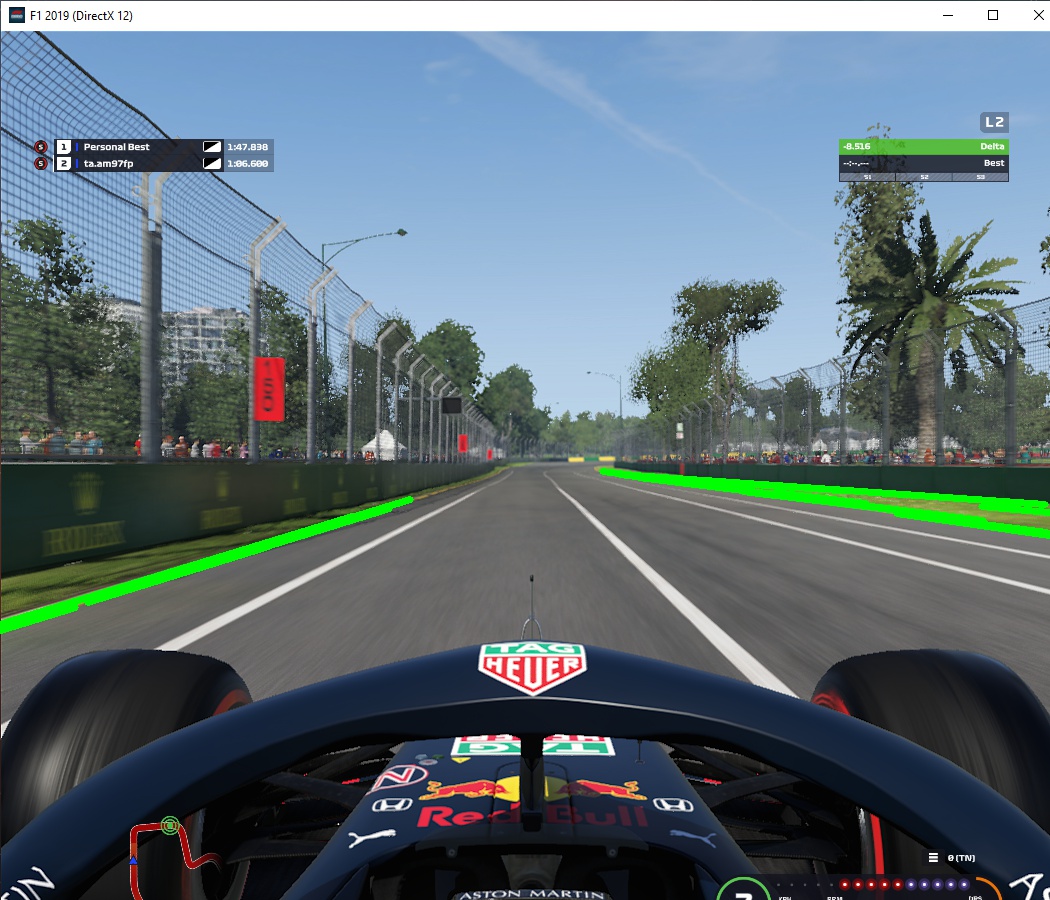 F1 2019 (DirectX 12)
L 2
S 1 Personal Best 1:47.838
S 2 ta.am97fp 1:06.600
-8.516 Delta
--:--.--- Best
S1 S2 S3
TAG
HEUER
Red Bull
ASTON MARTIN
0 (TN)